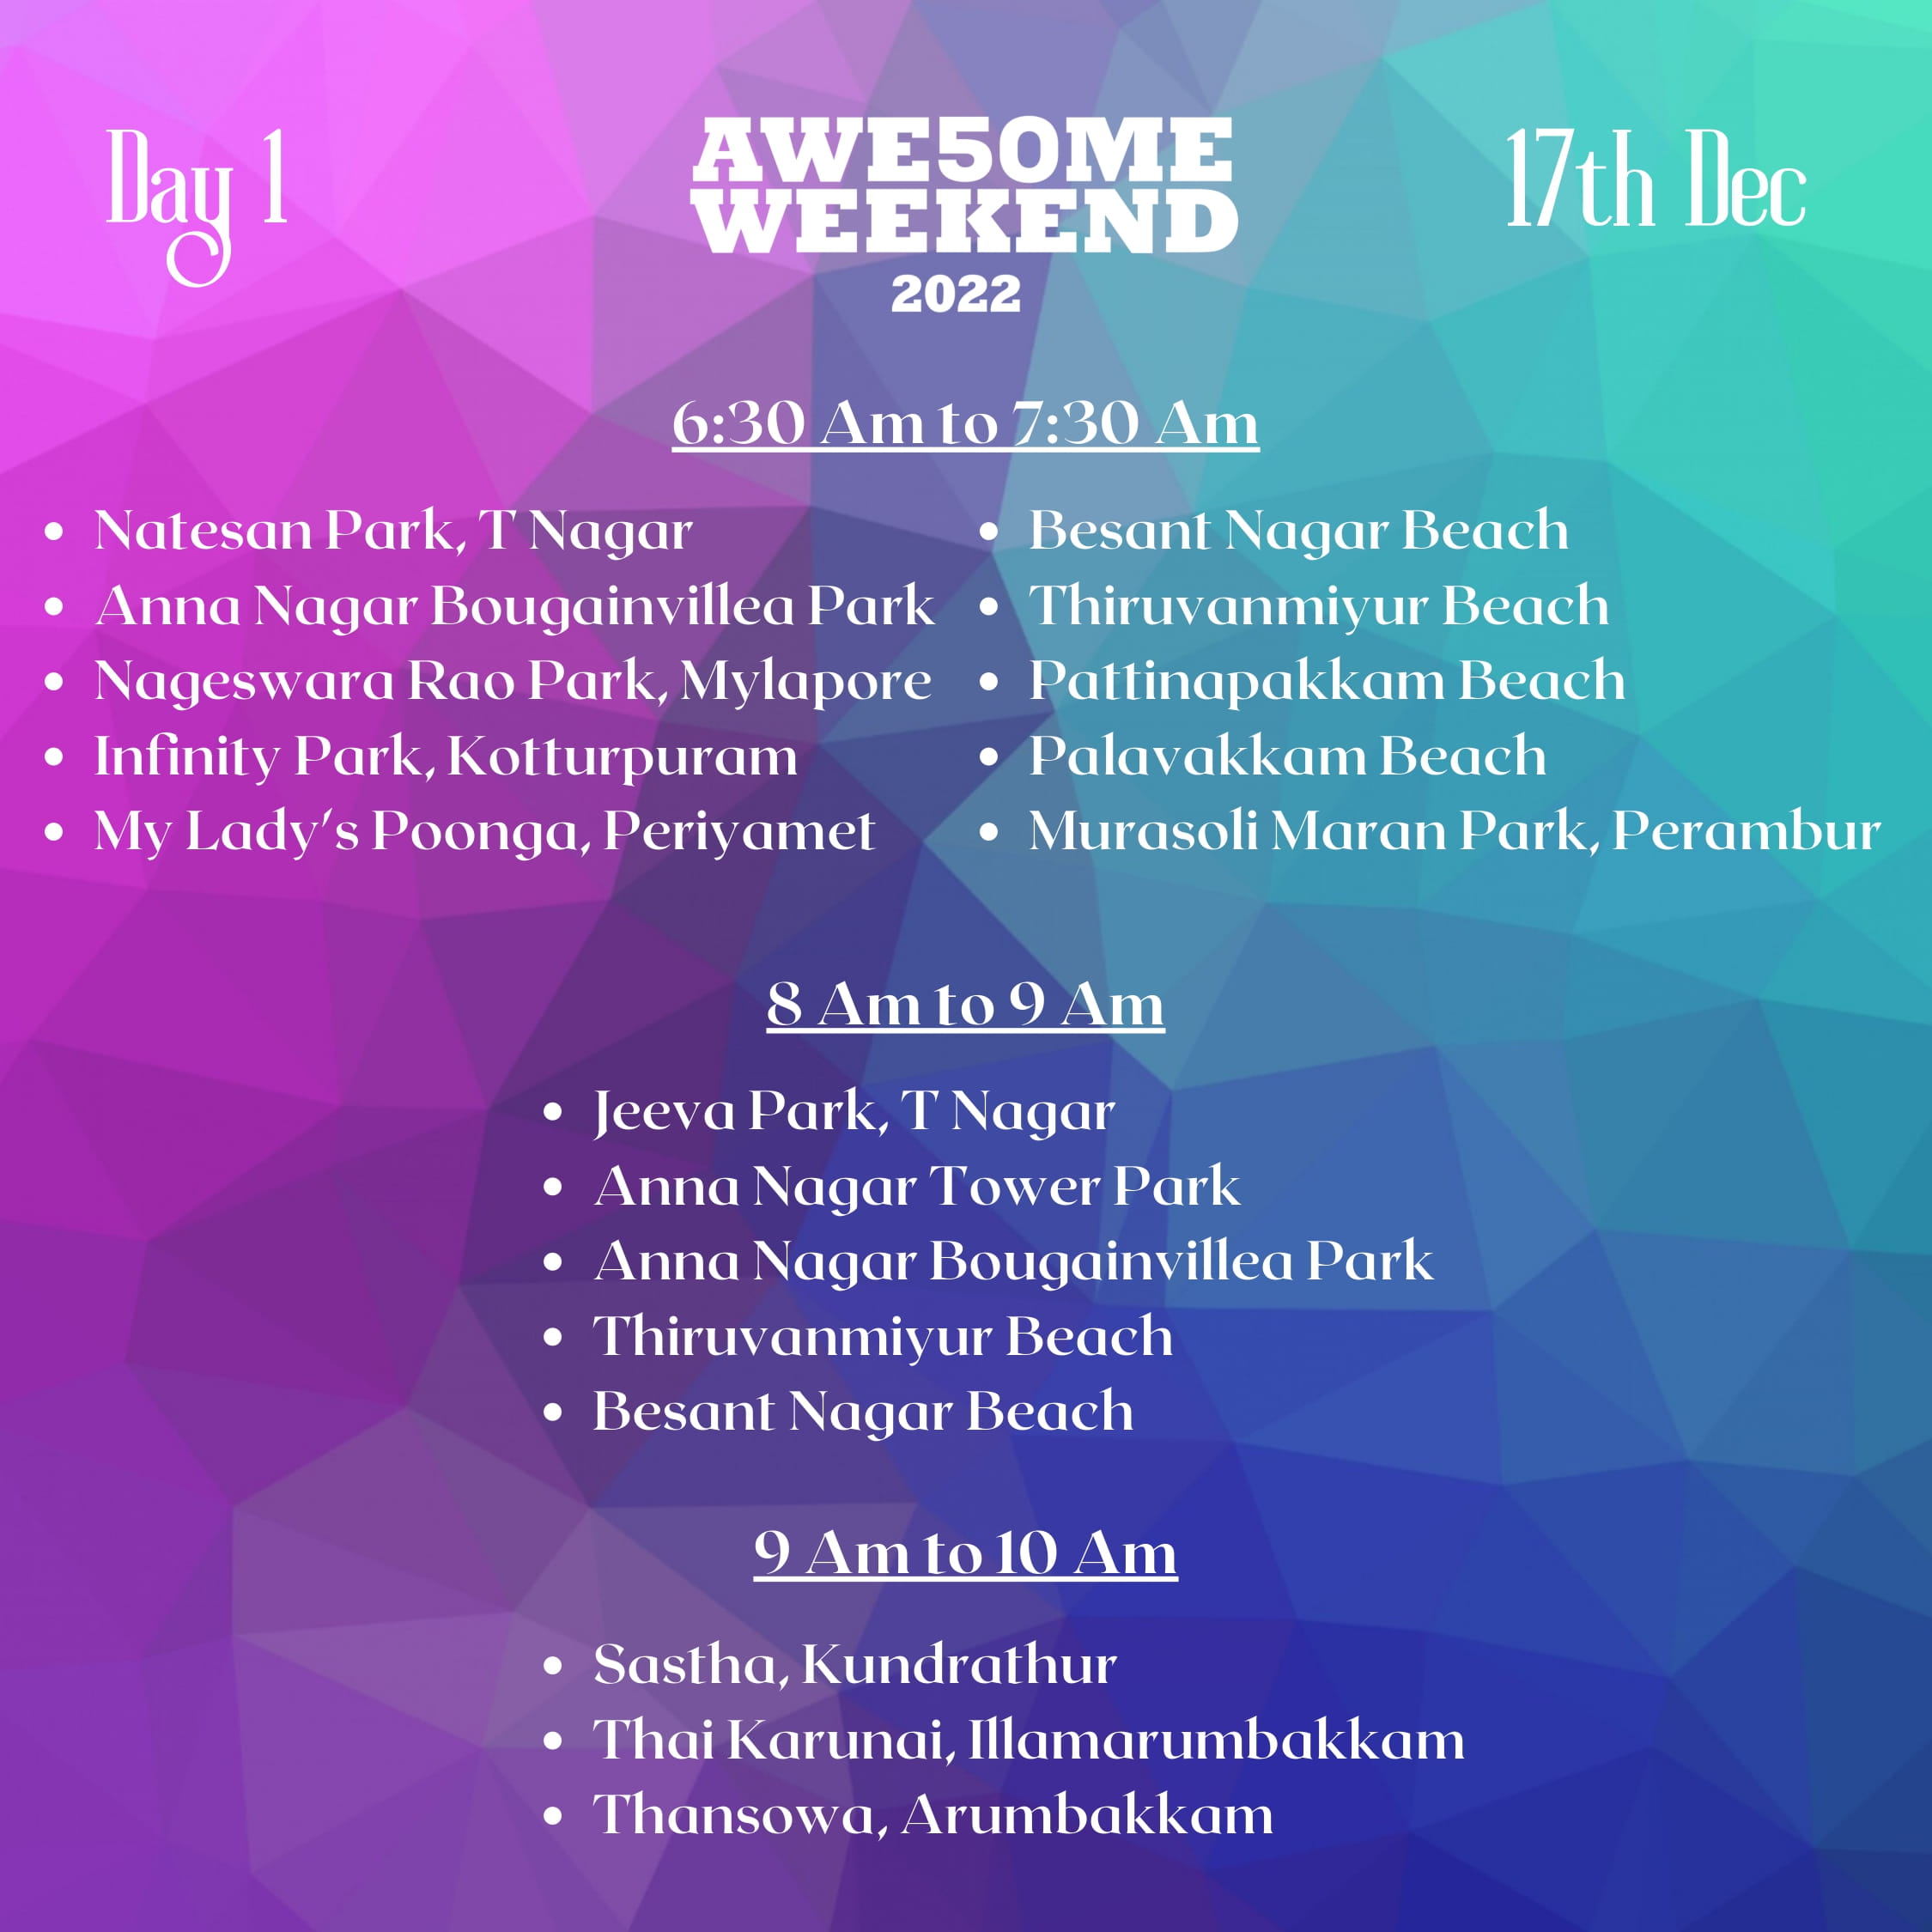 Day 1
AWE50ME
WEEKEND
2022
17th Dec
6:30 Am to 7:30 Am
• Natesan Park, T Nagar
• Anna Nagar Bougainvillea Park
• Nageswara Rao Park, Mylapore
• Infinity Park, Kotturpuram
• My Lady's Poonga, Periyamet
• Besant Nagar Beach
• Thiruvanmiyur Beach
• Pattinapakkam Beach
• Palavakkam Beach
• Murasoli Maran Park, Perambur
8 Am to 9 Am
• Jeeva Park, T Nagar
• Anna Nagar Tower Park
• Anna Nagar Bougainvillea Park
• Thiruvanmiyur Beach
• Besant Nagar Beach
9 Am to 10 Am
• Sastha, Kundrathur
• Thai Karunai, Illamarumbakkam
• Thansowa, Arumbakkam